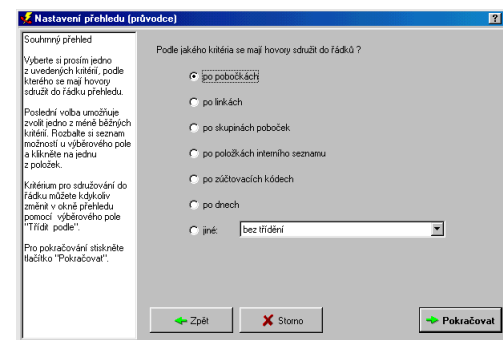 Nastavení přehledu (průvodce)
Souhrnný přehled
Vyberte si prosím jedno
z uvedených kritérií, podle
kterého se mají hovory
sdružit do řádku přehledu.
Poslední volba umožňuje
zvolit jedno z méně běžných
kritérií. Rozbalte si seznam
možností u výběrového pole
a klikněte na jednu
z položek.
Kritérium pro sdružování do
řádku můžete kdykoliv
změnit v okně přehledu
pomocí výběrového pole
"Třídit podle".
Pro pokračování stiskněte
tlačítko "Pokračovat".
Podle jakého kritéria se mají hovory sdružit do řádků ?
po pobočkách
po linkách
po skupinách poboček
po položkách interního seznamu
po zúčtovacích kódech
po dnech
jiné: bez třídění
Zpět Storno Pokračovat